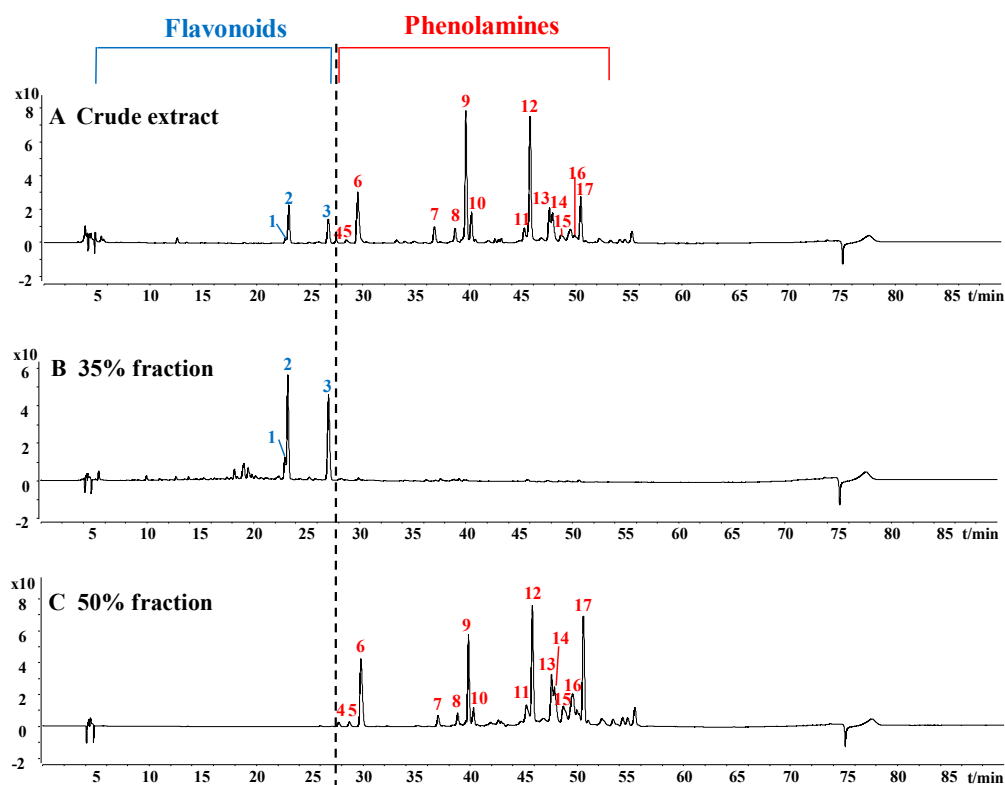 Flavonoids Phenolamines
x10
A Crude extract
8
6
4
2
0
-2
1 2 3 4 5 6 7 8 9 10 11 12 13 14 15 16 17
5 10 15 20 25 30 35 40 45 50 55 60 65 70 75 80 85 t/min
x10
B 35% fraction
6
4
2
0
-2
1 2 3
5 10 15 20 25 30 35 40 45 50 55 60 65 70 75 80 85 t/min
x10
C 50% fraction
8
6
4
2
0
-2
4 5 6 7 8 9 10 11 12 13 14 15 16 17
5 10 15 20 25 30 35 40 45 50 55 60 65 70 75 80 85 t/min